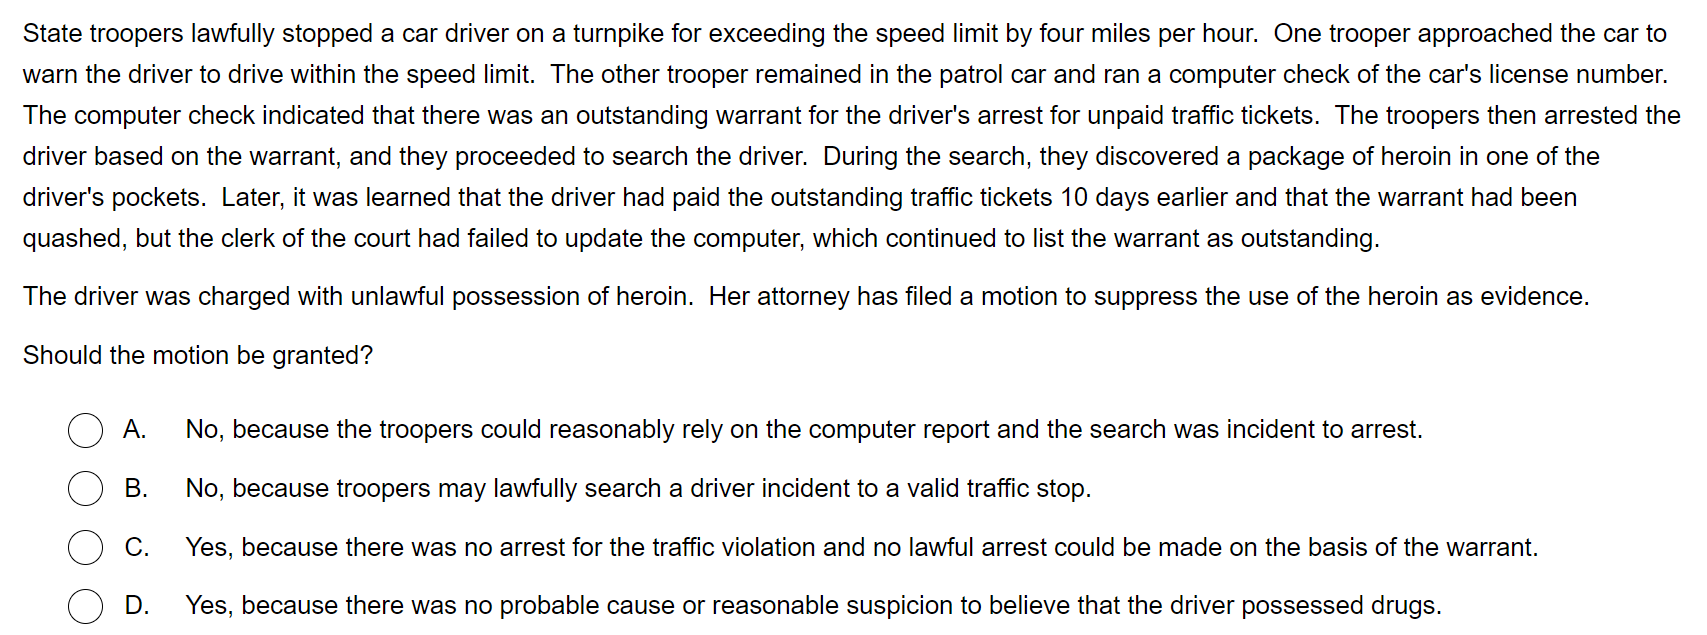 State troopers lawfully stopped a car driver on a turnpike for exceeding the speed limit by four miles per hour.  One trooper approached the car to
warn the driver to drive within the speed limit.  The other trooper remained in the patrol car and ran a computer check of the car's license number.
The computer check indicated that there was an outstanding warrant for the driver's arrest for unpaid traffic tickets.  The troopers then arrested the
driver based on the warrant, and they proceeded to search the driver.  During the search, they discovered a package of heroin in one of the
driver's pockets.  Later, it was learned that the driver had paid the outstanding traffic tickets 10 days earlier and that the warrant had been
quashed, but the clerk of the court had failed to update the computer, which continued to list the warrant as outstanding.
The driver was charged with unlawful possession of heroin.  Her attorney has filed a motion to suppress the use of the heroin as evidence.
Should the motion be granted?
A. No, because the troopers could reasonably rely on the computer report and the search was incident to arrest.
B. No, because troopers may lawfully search a driver incident to a valid traffic stop.
C. Yes, because there was no arrest for the traffic violation and no lawful arrest could be made on the basis of the warrant.
D. Yes, because there was no probable cause or reasonable suspicion to believe that the driver possessed drugs.